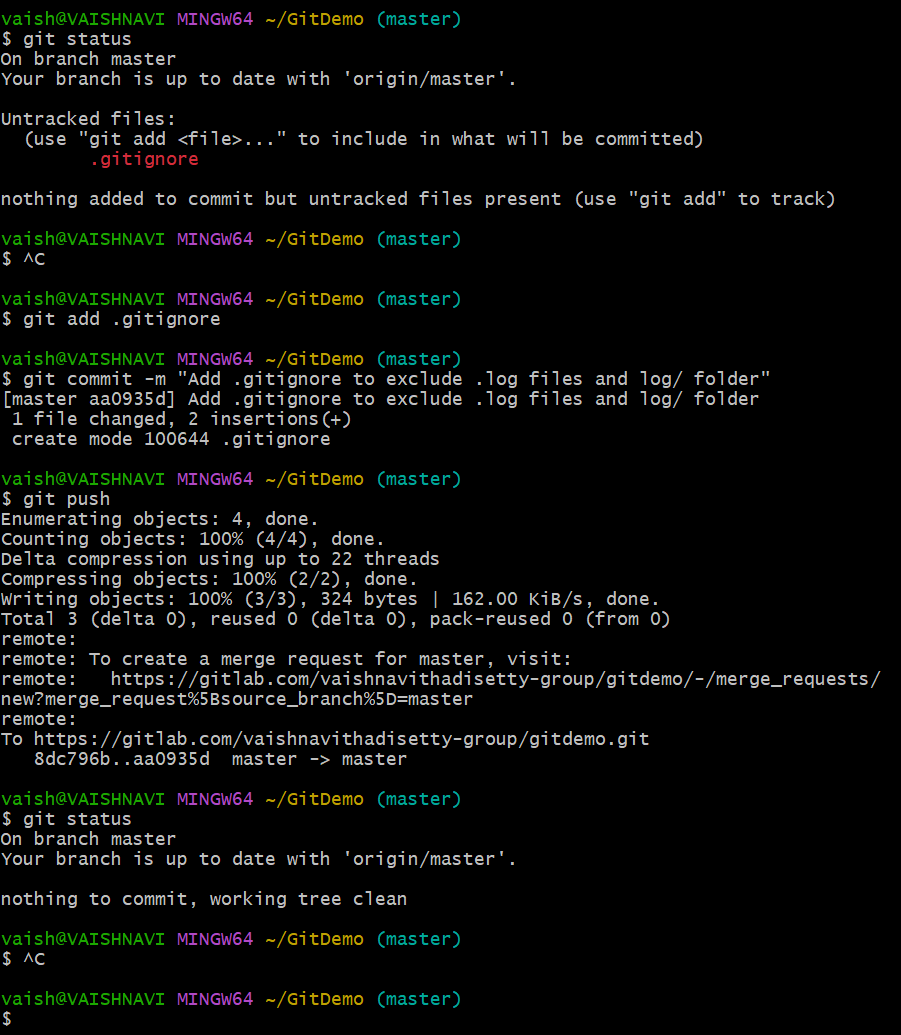 vaish@VAISHNAVI MINGW64 ~/GitDemo (master)
$ git status
On branch master
Your branch is up to date with 'origin/master'.

Untracked files:
  (use "git add <file>..." to include in what will be committed)
        .gitignore

nothing added to commit but untracked files present (use "git add" to track)

vaish@VAISHNAVI MINGW64 ~/GitDemo (master)
$ ^C

vaish@VAISHNAVI MINGW64 ~/GitDemo (master)
$ git add .gitignore

vaish@VAISHNAVI MINGW64 ~/GitDemo (master)
$ git commit -m "Add .gitignore to exclude .log files and log/ folder"
[master aa0935d] Add .gitignore to exclude .log files and log/ folder
 1 file changed, 2 insertions(+)
 create mode 100644 .gitignore

vaish@VAISHNAVI MINGW64 ~/GitDemo (master)
$ git push
Enumerating objects: 4, done.
Counting objects: 100% (4/4), done.
Delta compression using up to 22 threads
Compressing objects: 100% (2/2), done.
Writing objects: 100% (3/3), 324 bytes | 162.00 KiB/s, done.
Total 3 (delta 0), reused 0 (delta 0), pack-reused 0 (from 0)
remote:
remote: To create a merge request for master, visit:
remote:   https://gitlab.com/vaishnavithadisetty-group/gitdemo/-/merge_requests/
new?merge_request%5Bsource_branch%5D=master
remote:
To https://gitlab.com/vaishnavithadisetty-group/gitdemo.git
   8dc796b..aa0935d  master -> master

vaish@VAISHNAVI MINGW64 ~/GitDemo (master)
$ git status
On branch master
Your branch is up to date with 'origin/master'.

nothing to commit, working tree clean

vaish@VAISHNAVI MINGW64 ~/GitDemo (master)
$ ^C

vaish@VAISHNAVI MINGW64 ~/GitDemo (master)
$